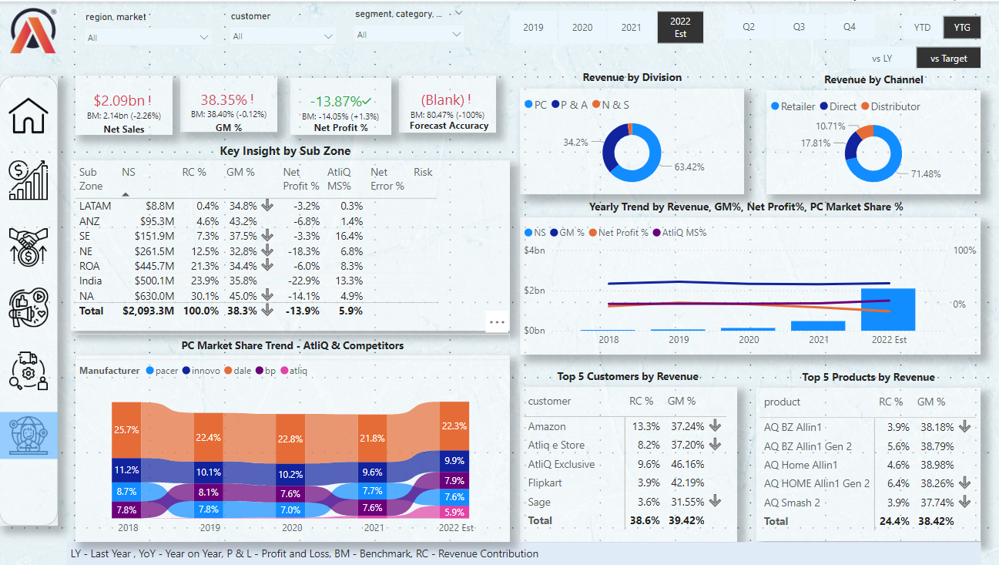 region, market
customer
segment, category, ...
All
All
All
2019
2020
2021
2022
Est
Q2
Q3
Q4
YTD
YTG
vs LY
vs Target
$2.09bn !
BM: 2.14bn (-2.26%)
Net Sales
38.35% !
BM: 38.40% (-0.12%)
GM %
-13.87%
BM: -14.05% (+1.3%)
Net Profit %
(Blank) !
BM: 80.47% (-100%)
Forecast Accuracy
Revenue by Division
PC P & A N & S
34.2%
63.42%
Revenue by Channel
Retailer Direct Distributor
10.71%
17.81%
71.48%
Key Insight by Sub Zone
Sub Zone NS RC % GM % Net Profit % AtliQ MS% Net Error % Risk
LATAM $8.8M 0.4% 34.8% -3.2% 0.3%
ANZ $95.3M 4.6% 43.2% -6.8% 1.4%
SE $151.9M 7.3% 37.5% -3.3% 16.4%
NE $261.5M 12.5% 32.8% -18.3% 6.8%
ROA $445.7M 21.3% 34.4% -6.0% 8.3%
India $500.1M 23.9% 35.8% -22.9% 13.3%
NA $630.0M 30.1% 45.0% -14.1% 4.9%
Total $2,093.3M 100.0% 38.3% -13.9% 5.9%
Yearly Trend by Revenue, GM%, Net Profit%, PC Market Share %
NS GM % Net Profit % AtliQ MS%
$4bn
$2bn
$0bn
100%
0%
2018 2019 2020 2021 2022 Est
PC Market Share Trend - AtliQ & Competitors
Manufacturer pacer innovo dale bp atliq
25.7% 22.4% 22.8% 21.8% 22.3%
11.2% 10.1% 10.2% 9.6% 9.9%
8.7% 8.1% 7.6% 7.7% 7.9%
7.8% 7.8% 7.0% 7.6% 7.6%
5.9%
2018 2019 2020 2021 2022 Est
Top 5 Customers by Revenue
customer RC % GM %
Amazon 13.3% 37.24%
Atliq e Store 8.2% 37.20%
AtliQ Exclusive 9.6% 46.16%
Flipkart 3.9% 42.19%
Sage 3.6% 31.55%
Total 38.6% 39.42%
Top 5 Products by Revenue
product RC % GM %
AQ BZ Allin1 3.9% 38.18%
AQ BZ Allin1 Gen 2 5.6% 38.79%
AQ Home Allin1 4.6% 38.98%
AQ HOME Allin1 Gen 2 6.4% 38.26%
AQ Smash 2 3.9% 37.74%
Total 24.4% 38.42%
LY - Last Year , YoY - Year on Year, P & L - Profit and Loss, BM - Benchmark, RC - Revenue Contribution